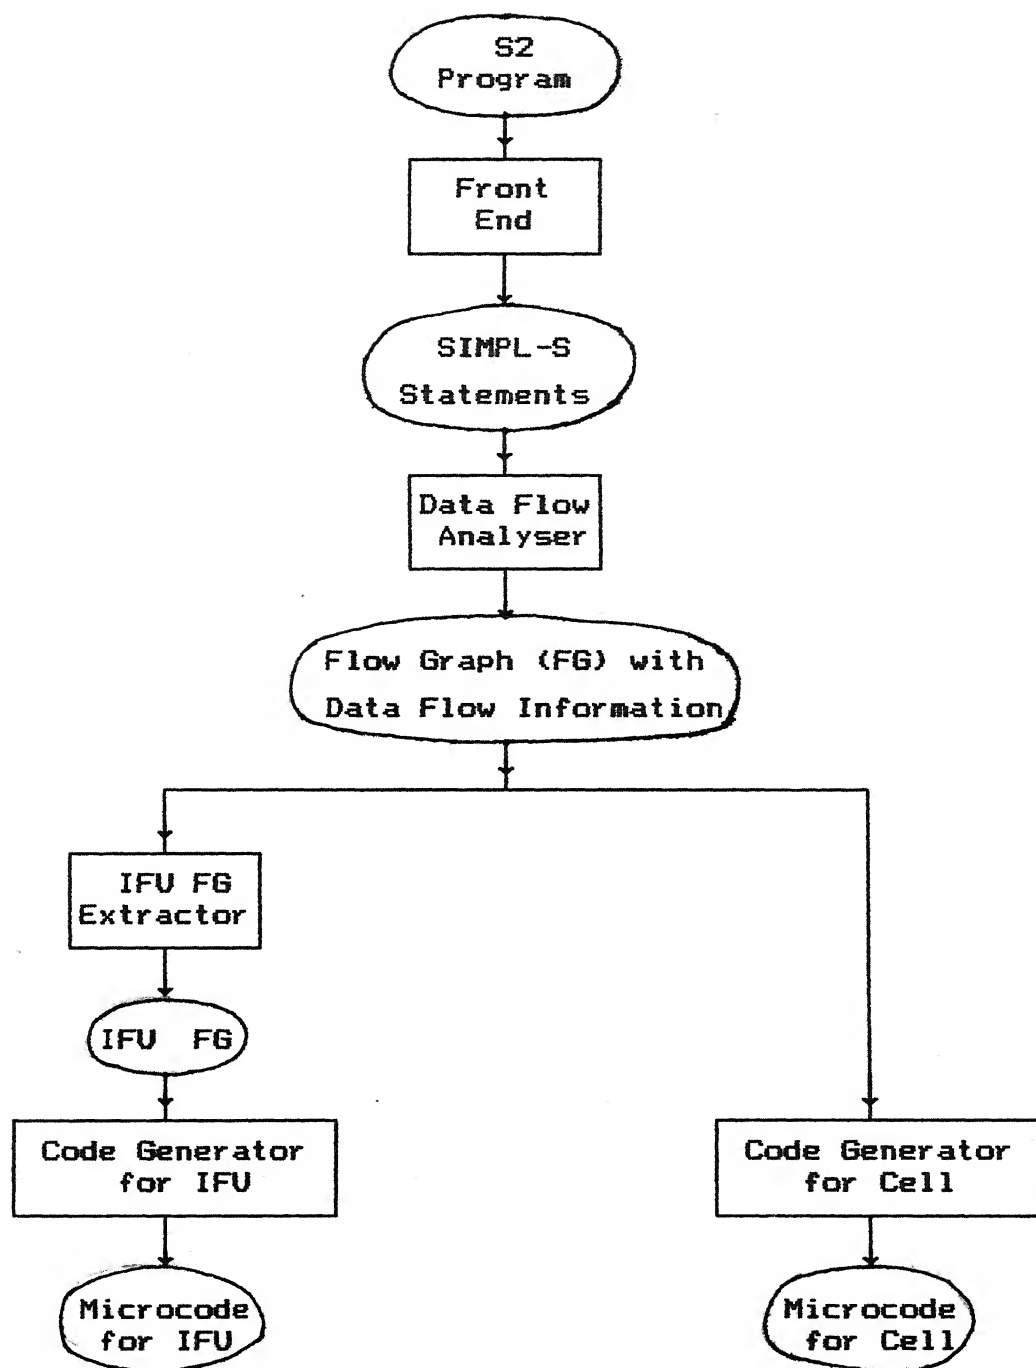 S2
Program
Front
End
SIMPL-S
Statements
Data Flow
Analyser
Flow Graph (FG) with
Data Flow Information
IFU FG
Extractor
IFU FG
Code Generator
for IFU
Code Generator
for Cell
Microcode
for IFU
Microcode
for Cell